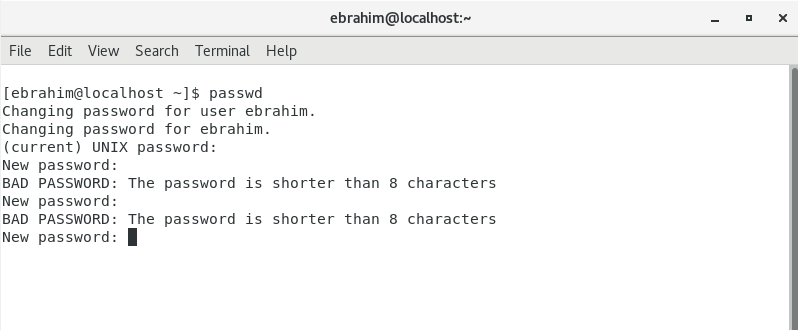 ebrahim@localhost:~
File Edit View Search Terminal Help
[ebrahim@localhost ~]$ passwd
Changing password for user ebrahim.
Changing password for ebrahim.
(current) UNIX password:
New password:
BAD PASSWORD: The password is shorter than 8 characters
New password:
BAD PASSWORD: The password is shorter than 8 characters
New password: